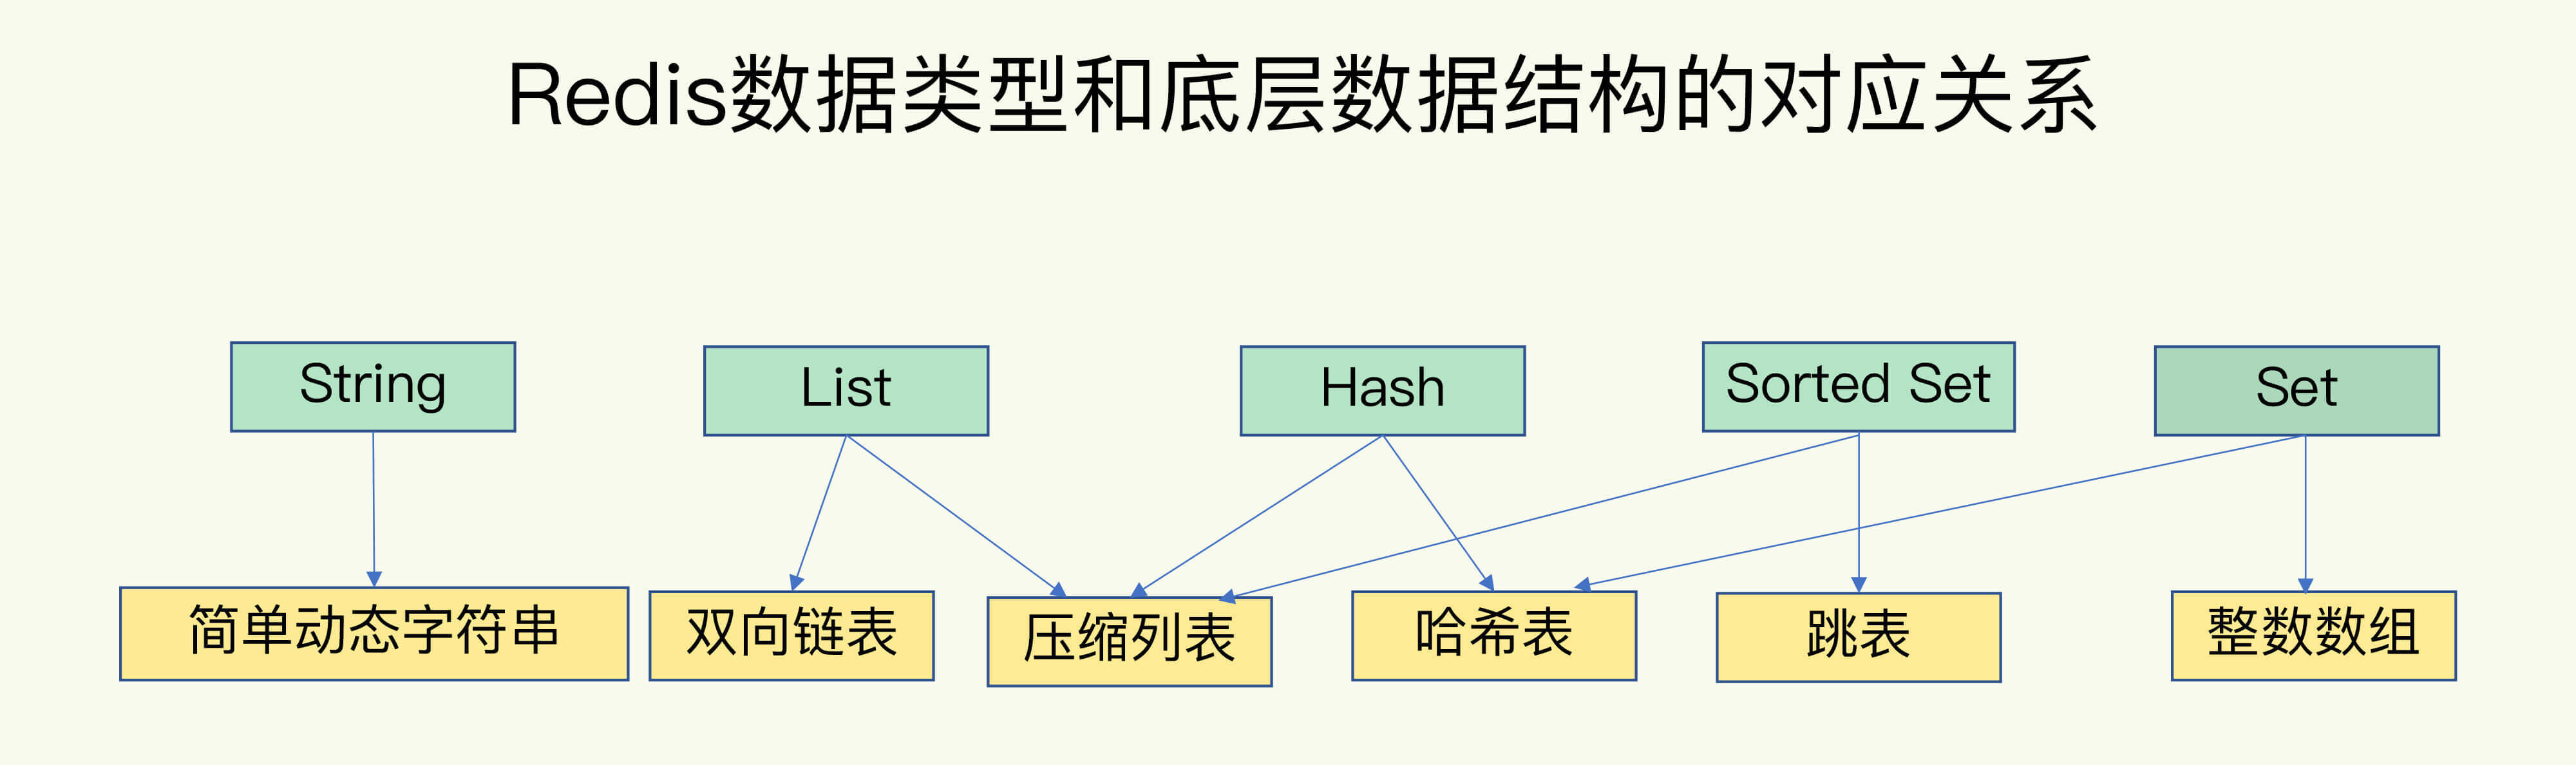 Redis数据类型和底层数据结构的对应关系
String
List
Hash
Sorted Set
Set
简单动态字符串
双向链表
压缩列表
哈希表
跳表
整数数组